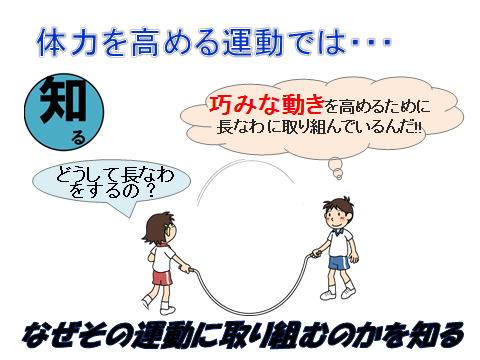 体力を高める運動では・・・
知
る
巧みな動きを高めるために
長なわに取り組んでいるんだ!!
どうして長なわ
をするの？
なぜその運動に取り組むのかを知る